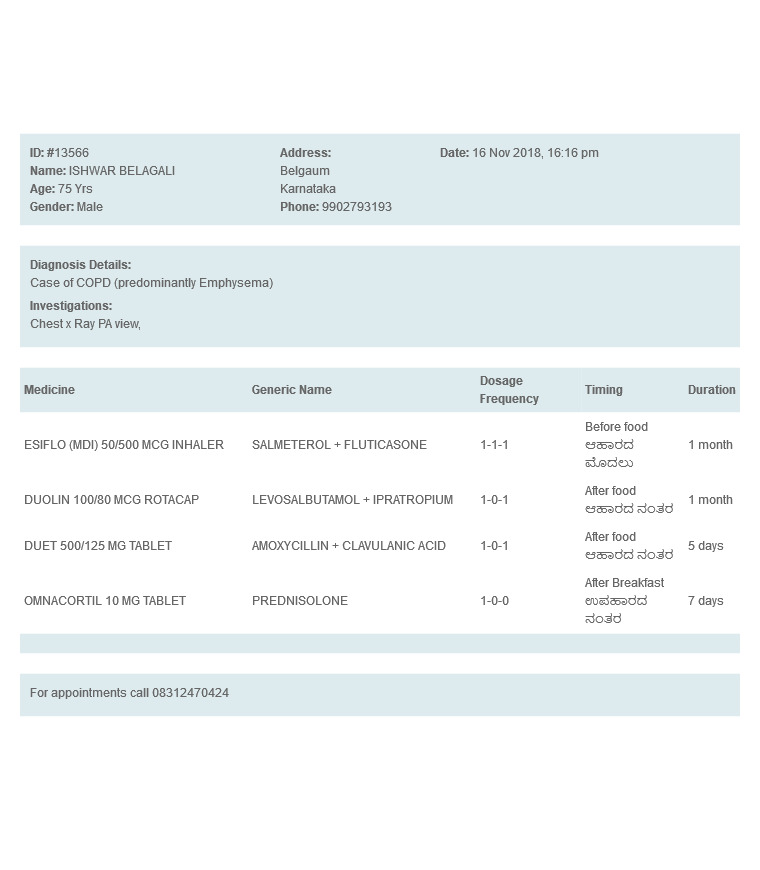 ID: #13566 Address: Date: 16 Nov 2018, 16:16 pm
Name: ISHWAR BELAGALI Belgaum
Age: 75 Yrs Karnataka
Gender: Male Phone: 9902793193
Diagnosis Details:
Case of COPD (predominantly Emphysema)
Investigations:
Chest x Ray PA view,
Medicine Generic Name Dosage Frequency Timing Duration
ESIFLO (MDI) 50/500 MCG INHALER SALMETEROL + FLUTICASONE 1-1-1 Before food ಆಹಾರದ ಮೊದಲು 1 month
DUOLIN 100/80 MCG ROTACAP LEVOSALBUTAMOL + IPRATROPIUM 1-0-1 After food ಆಹಾರದ ನಂತರ 1 month
DUET 500/125 MG TABLET AMOXYCILLIN + CLAVULANIC ACID 1-0-1 After food ಆಹಾರದ ನಂತರ 5 days
OMNACORTIL 10 MG TABLET PREDNISOLONE 1-0-0 After Breakfast ಉಪಹಾರದ ನಂತರ 7 days
For appointments call 08312470424